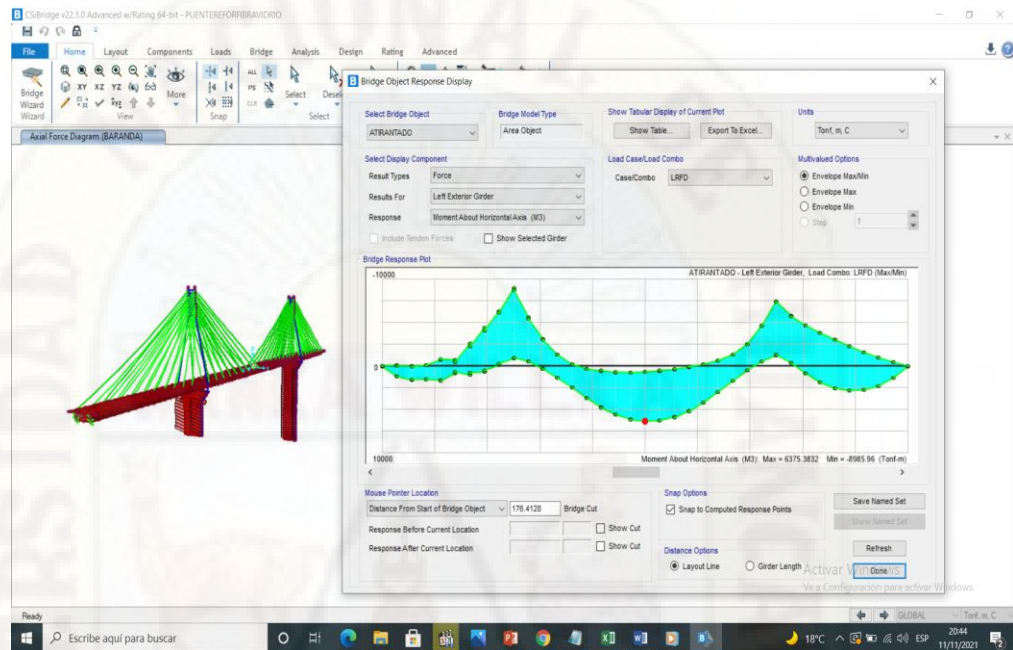 CSiBridge v22.1.0 Advanced w/Rating 64-bit - PUENTEREFORFIBRAVIDRIO
File Home Layout Components Loads Bridge Analysis Design Rating Advanced
Bridge Wizard
XY XZ YZ
More
ALL
PS
CLR
Select
Wizard View Snap Select
Axial Force Diagram (BARANDA)
Bridge Object Response Display
Select Bridge Object
ATIRANTADO
Bridge Model Type
Area Object
Show Tabular Display of Current Plot
Show Table...
Export To Excel...
Units
Tonf, m, C
Select Display Component
Result Types Force
Results For Left Exterior Girder
Response Moment About Horizontal Axis (M3)
Include Tendon Forces
Show Selected Girder
Load Case/Load Combo
Case/Combo LRFD
Multivalued Options
Envelope Max/Min
Envelope Max
Envelope Min
Step 1
Bridge Response Plot
-10000
ATIRANTADO - Left Exterior Girder, Load Combo LRFD (Max/Min)
0
10000
Moment About Horizontal Axis (M3): Max = 6375.3832 Min = -8985.96 (Tonf-m)
Mouse Pointer Location
Distance From Start of Bridge Object 176.4128 Bridge Cut
Response Before Current Location Show Cut
Response After Current Location Show Cut
Snap Options
Snap to Computed Response Points
Distance Options
Layout Line
Girder Length
Save Named Set
Show Named Set
Refresh
Done
Activar Windows
Ve a Configuración para activar Windows.
Ready
GLOBAL
Tonf, m, C
Escribe aquí para buscar
18°C
ESP
20:44
11/11/2021